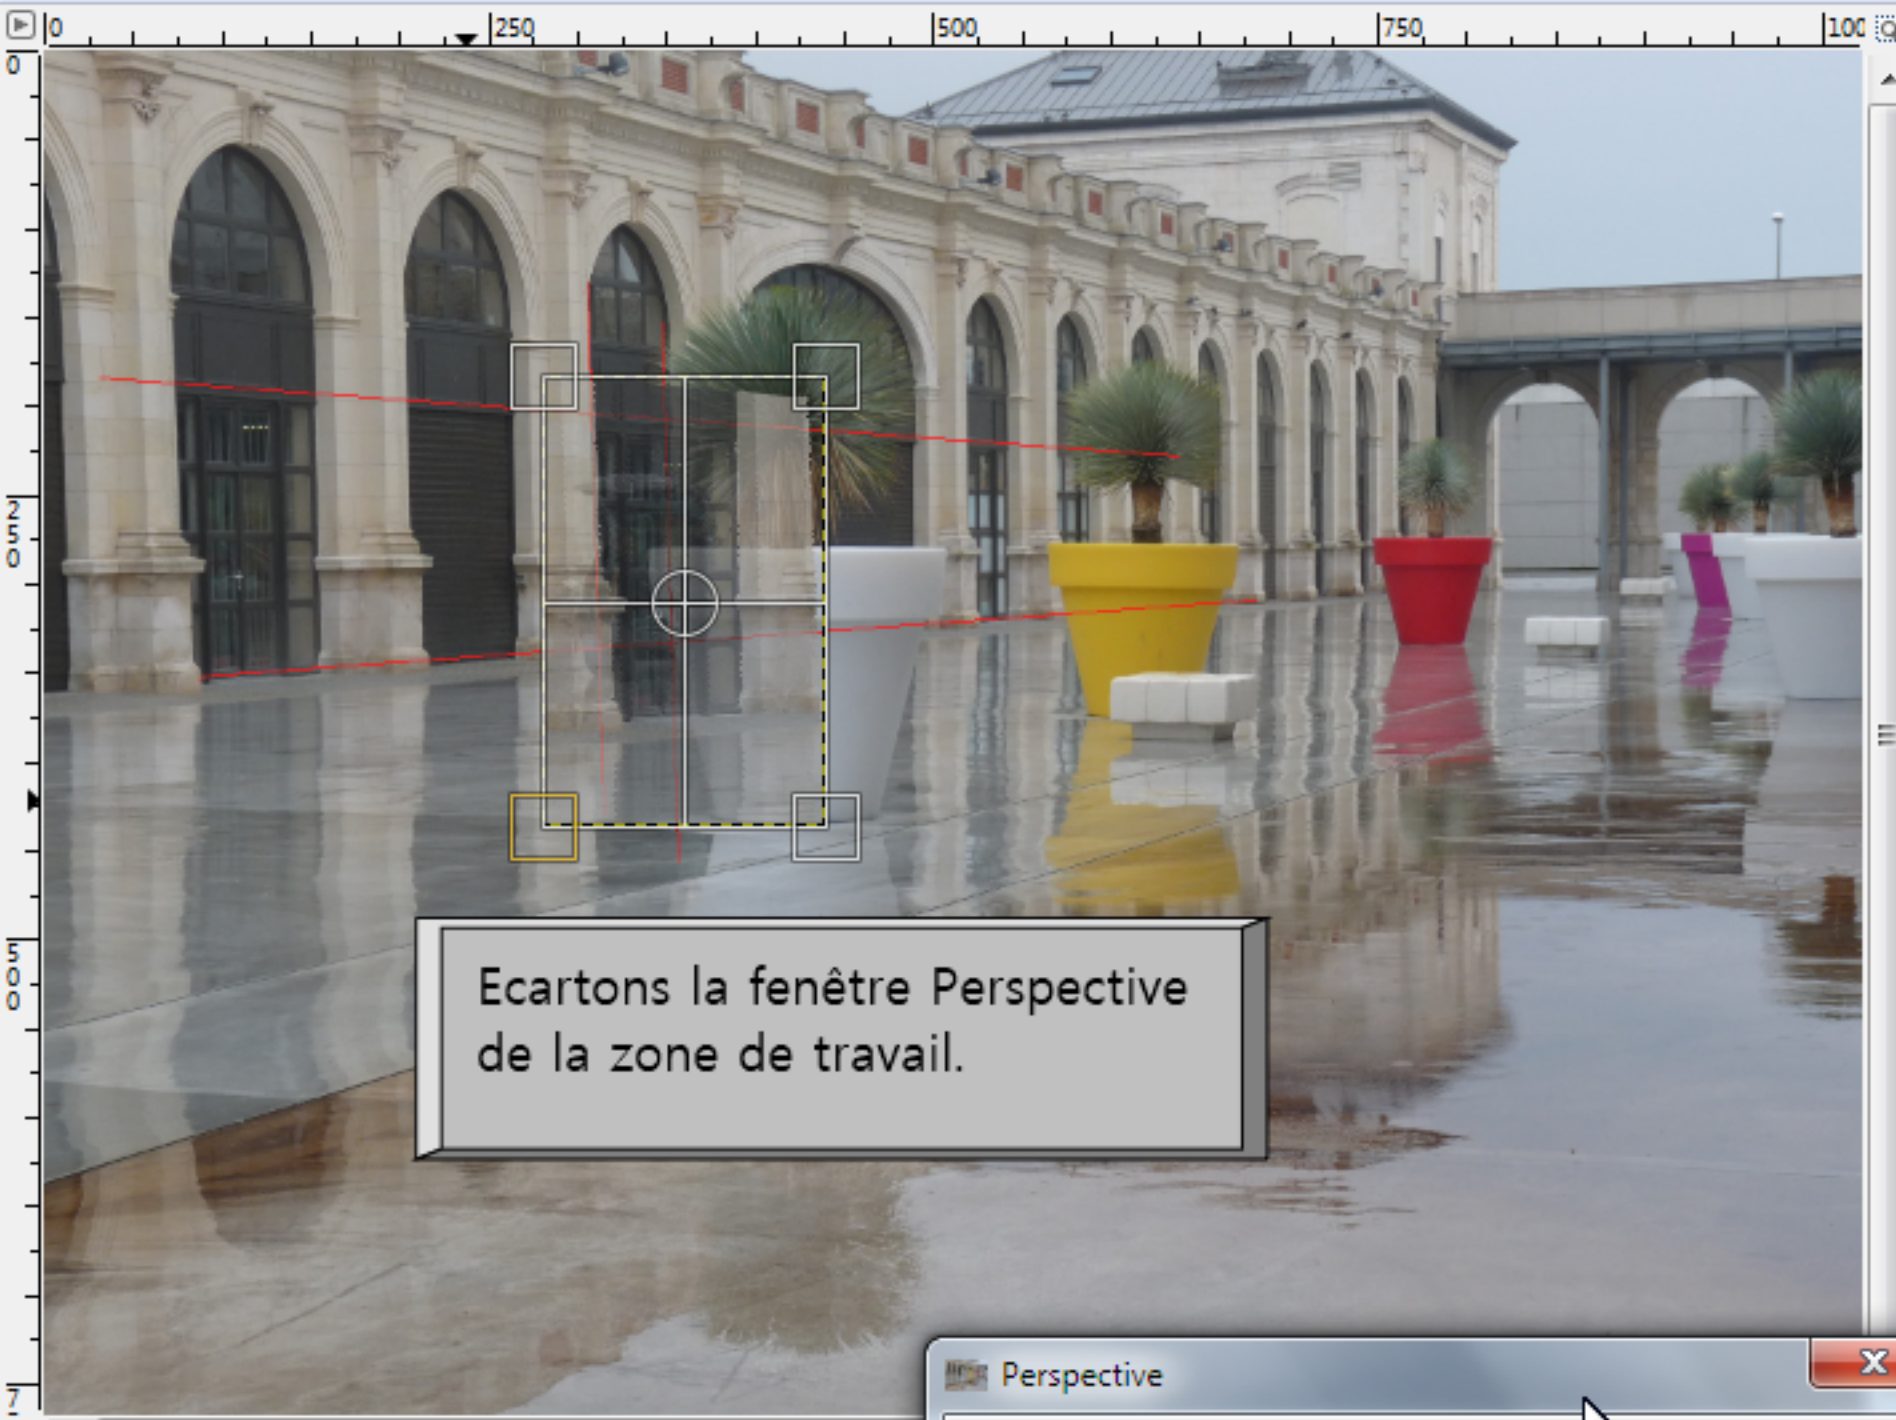 0 250 500 750 100
0
250
500
7
Ecartons la fenêtre Perspective
de la zone de travail.
Perspective